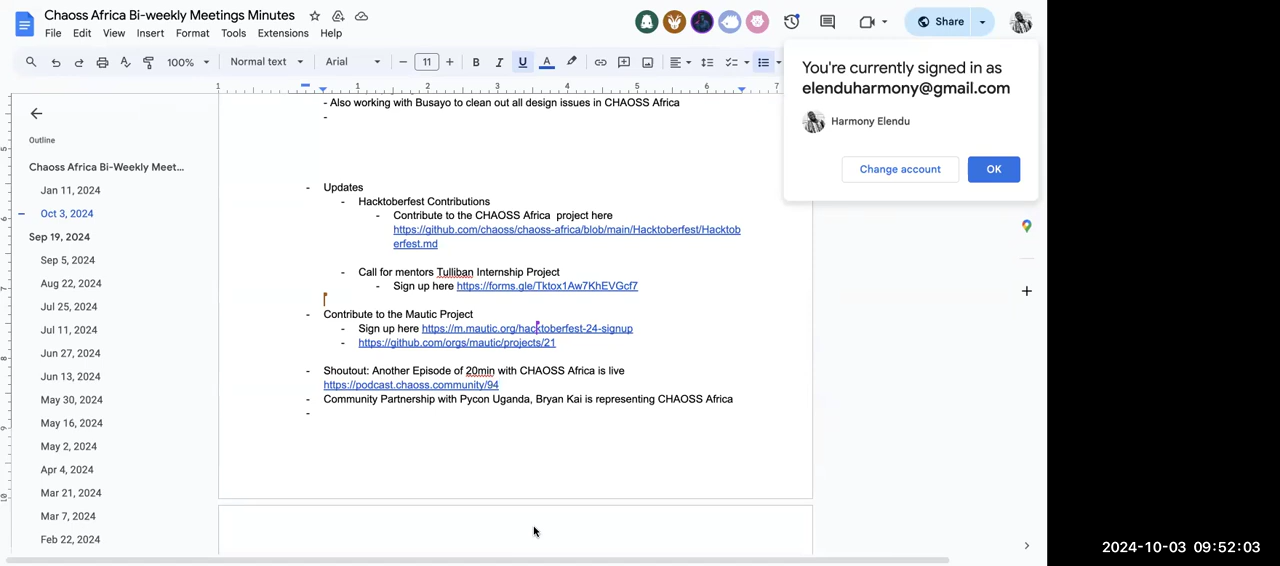 Chaoss Africa Bi-weekly Meetings Minutes
File Edit View Insert Format Tools Extensions Help
Share
100% Normal text Arial 11
1 1 2 3 4 5 6 7
You're currently signed in as
elenduharmony@gmail.com
Harmony Elendu
Change account OK
Outline
Chaoss Africa Bi-Weekly Meet...
Jan 11, 2024
Oct 3, 2024
Sep 19, 2024
Sep 5, 2024
Aug 22, 2024
Jul 25, 2024
Jul 11, 2024
Jun 27, 2024
Jun 13, 2024
May 30, 2024
May 16, 2024
May 2, 2024
Apr 4, 2024
Mar 21, 2024
Mar 7, 2024
Feb 22, 2024
- Also working with Busayo to clean out all design issues in CHAOSS Africa
-
- Updates
- Hacktoberfest Contributions
- Contribute to the CHAOSS Africa project here
https://github.com/chaoss/chaoss-africa/blob/main/Hacktoberfest/Hacktob
erfest.md
- Call for mentors Tulliban Internship Project
- Sign up here https://forms.gle/Tktox1Aw7KhEVGcf7
- Contribute to the Mautic Project
- Sign up here https://m.mautic.org/hacktoberfest-24-signup
- https://github.com/orgs/mautic/projects/21
- Shoutout: Another Episode of 20min with CHAOSS Africa is live
https://podcast.chaoss.community/94
- Community Partnership with Pycon Uganda, Bryan Kai is representing CHAOSS Africa
-
2024-10-03 09:52:03